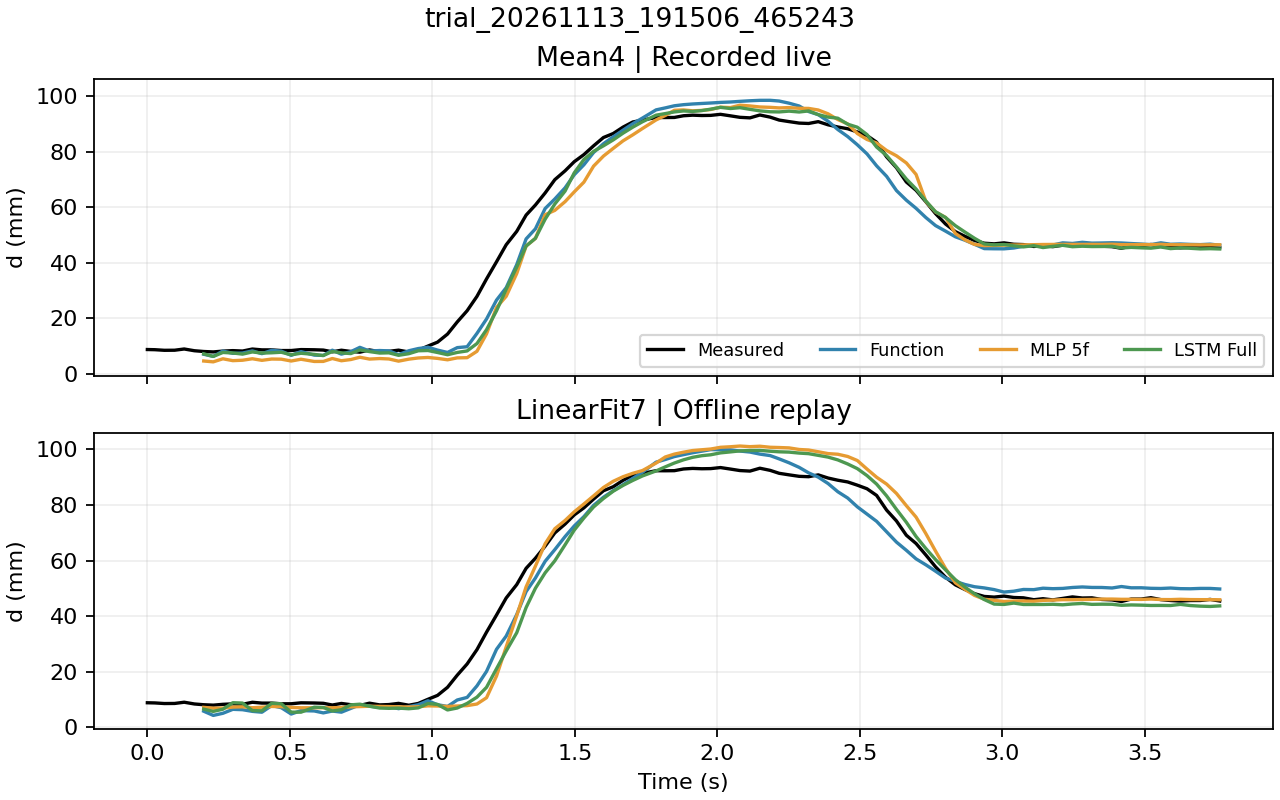 trial_20261113_191506_465243
Mean4 | Recorded live
100
80
60
40
20
0
d (mm)
Measured Function MLP 5f LSTM Full
LinearFit7 | Offline replay
100
80
60
40
20
0
d (mm)
0.0 0.5 1.0 1.5 2.0 2.5 3.0 3.5
Time (s)